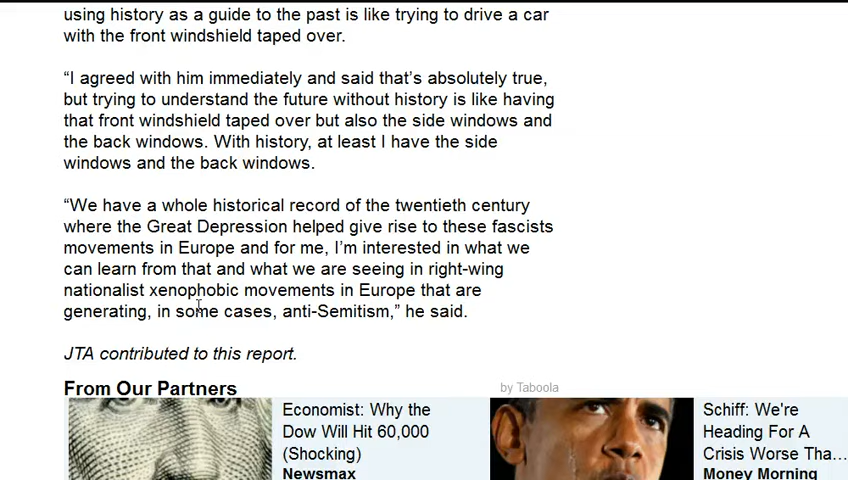 using history as a guide to the past is like trying to drive a car
with the front windshield taped over.
“I agreed with him immediately and said that’s absolutely true,
but trying to understand the future without history is like having
that front windshield taped over but also the side windows and
the back windows. With history, at least I have the side
windows and the back windows.
“We have a whole historical record of the twentieth century
where the Great Depression helped give rise to these fascists
movements in Europe and for me, I’m interested in what we
can learn from that and what we are seeing in right-wing
nationalist xenophobic movements in Europe that are
generating, in some cases, anti-Semitism,” he said.
JTA contributed to this report.
From Our Partners
by Taboola
Economist: Why the
Dow Will Hit 60,000
(Shocking)
Newsmax
Schiff: We're
Heading For A
Crisis Worse Tha...
Money Morning